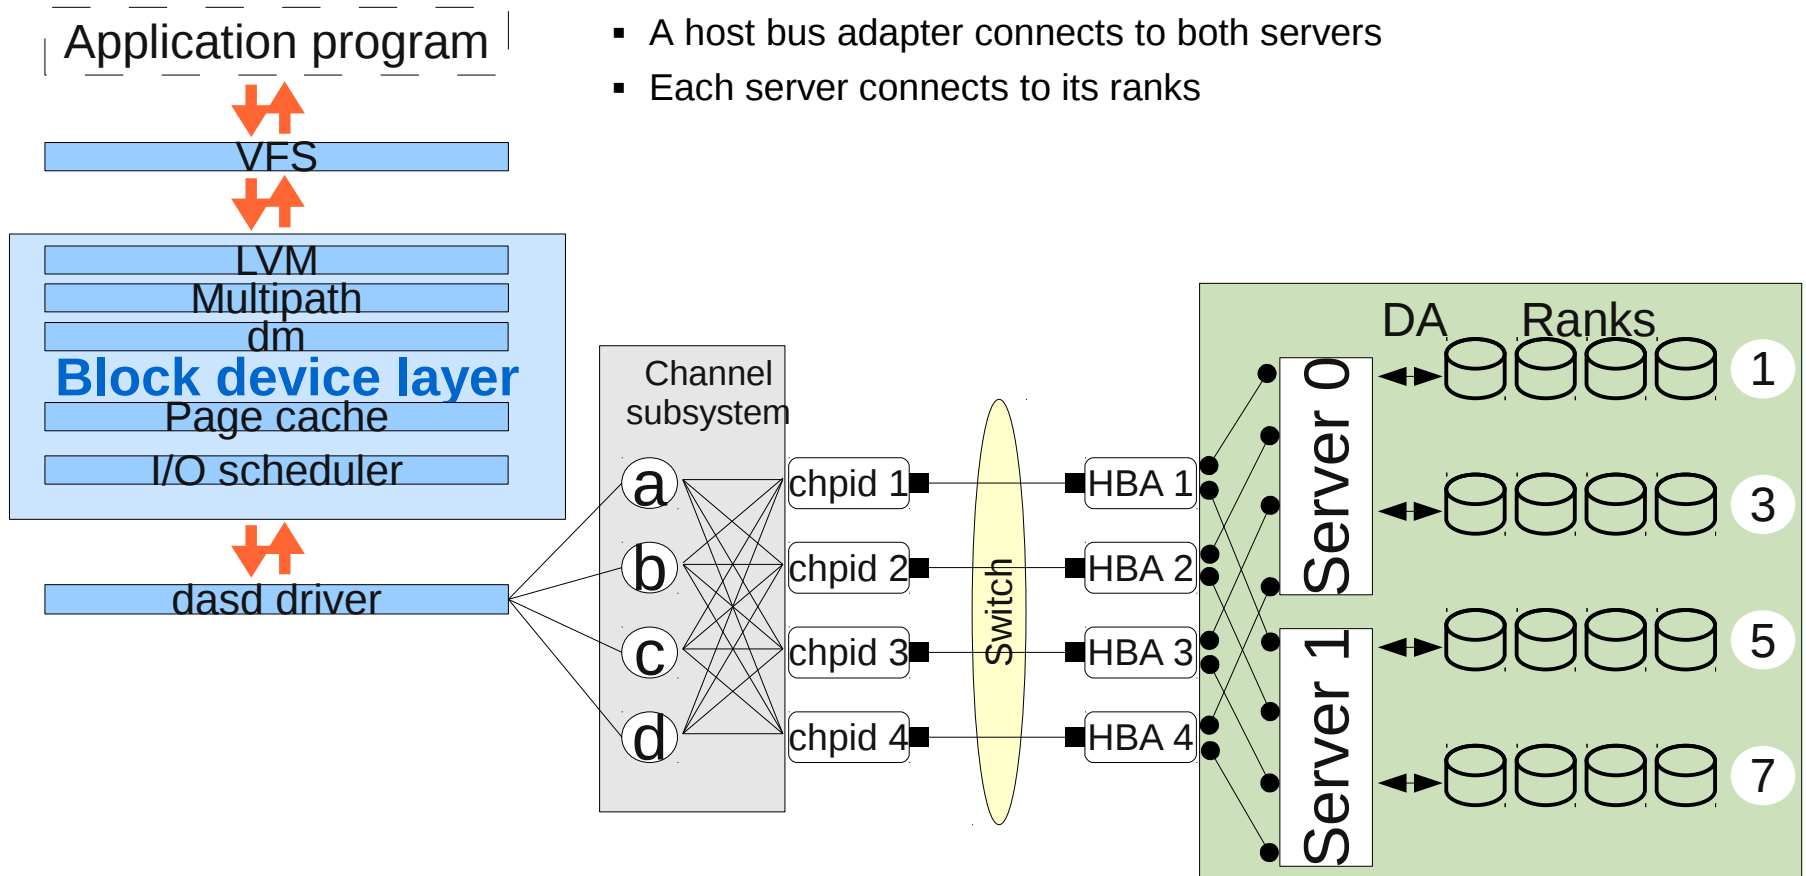 Application program
▪ A host bus adapter connects to both servers
▪ Each server connects to its ranks
VFS
LVM
Multipath
dm
Block device layer
Page cache
I/O scheduler
dasd driver
Channel
subsystem
a
b
c
d
chpid 1
chpid 2
chpid 3
chpid 4
Switch
HBA 1
HBA 2
HBA 3
HBA 4
DA Ranks
Server 0
Server 1
1
3
5
7